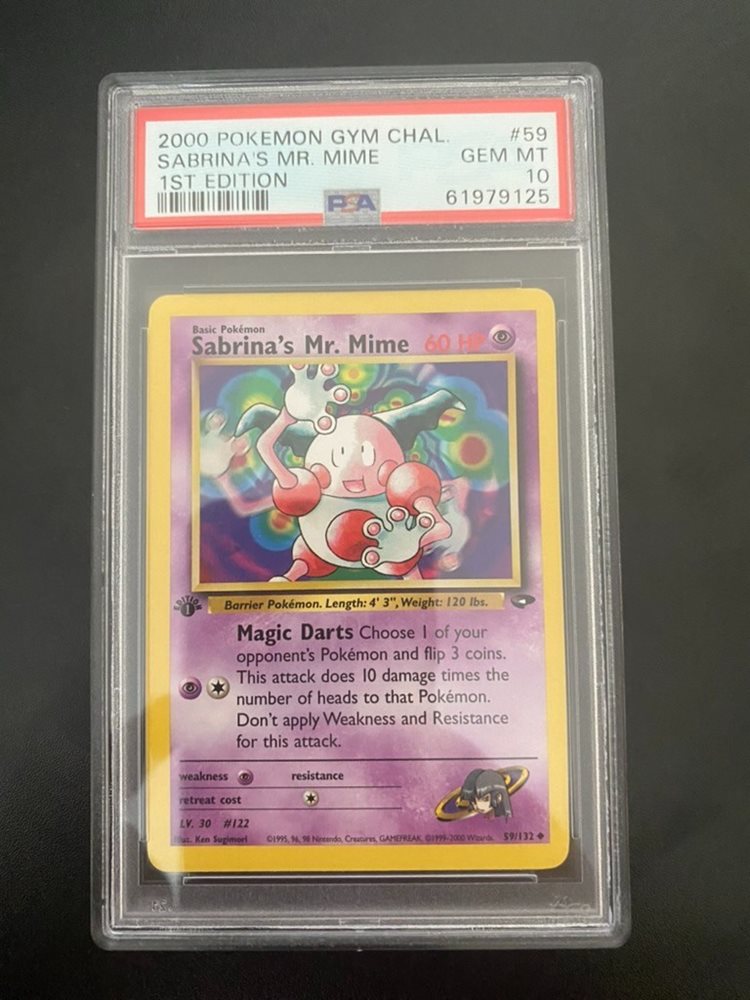 2000 POKEMON GYM CHAL. #59
SABRINA'S MR. MIME GEM MT
1ST EDITION 10
PSA 61979125
Basic Pokémon
Sabrina's Mr. Mime 60 HP
EDITION 1
Barrier Pokémon. Length: 4' 3", Weight: 120 lbs.
Magic Darts Choose 1 of your
opponent's Pokémon and flip 3 coins.
This attack does 10 damage times the
number of heads to that Pokémon.
Don't apply Weakness and Resistance
for this attack.
weakness resistance
retreat cost
LV. 30 #122
Illus. Ken Sugimori ©1995, 96, 98 Nintendo, Creatures, GAMEFREAK. ©1999-2000 Wizards. 59/132